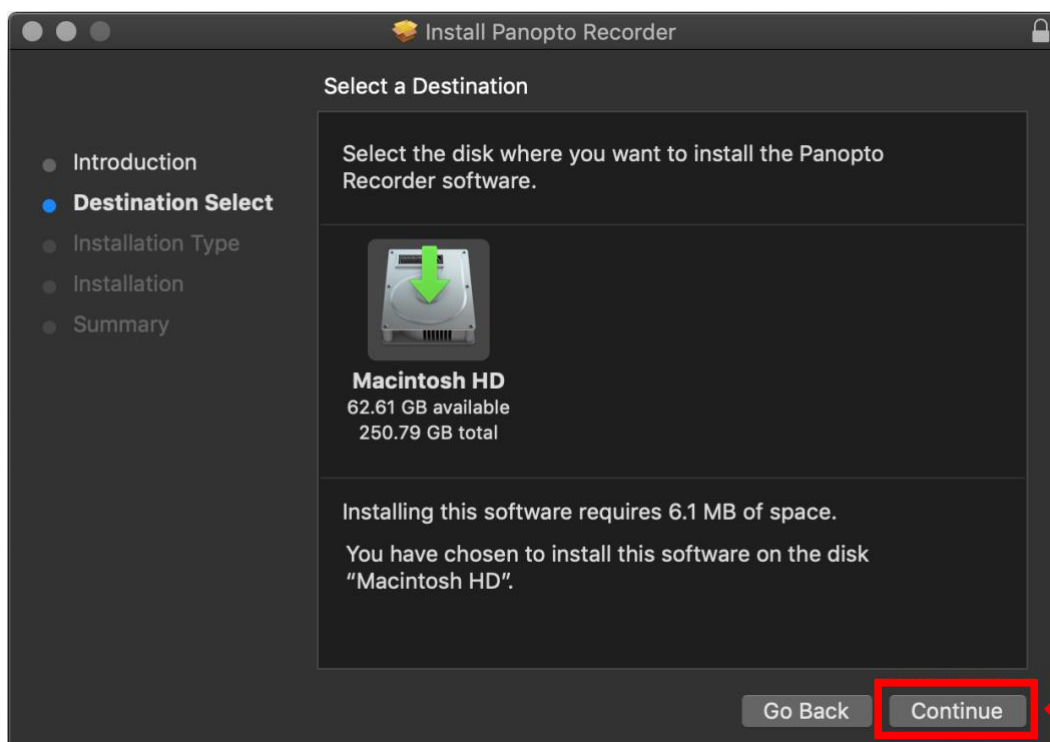 Install Panopto Recorder
Select a Destination
Introduction
Destination Select
Installation Type
Installation
Summary
Select the disk where you want to install the Panopto
Recorder software.
Macintosh HD
62.61 GB available
250.79 GB total
Installing this software requires 6.1 MB of space.
You have chosen to install this software on the disk
“Macintosh HD”.
Go Back
Continue